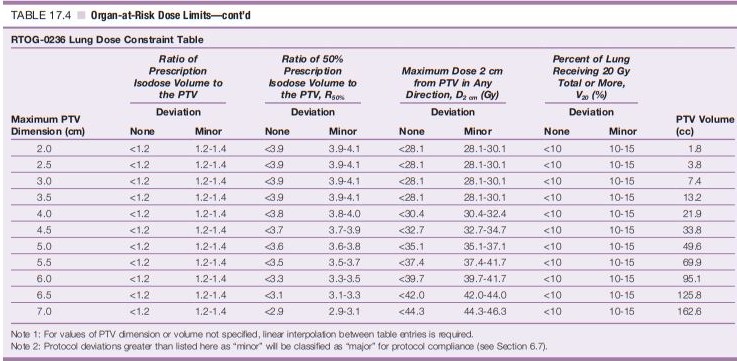 TABLE 17.4 ■ Organ-at-Risk Dose Limits—cont'd
RTOG-0236 Lung Dose Constraint Table
Ratio of Prescription Isodose Volume to the PTV
Ratio of 50% Prescription Isodose Volume to the PTV, R50%
Maximum Dose 2 cm from PTV in Any Direction, D2 cm (Gy)
Percent of Lung Receiving 20 Gy Total or More, V20 (%)
Deviation Deviation Deviation Deviation
Maximum PTV Dimension (cm) None Minor None Minor None Minor None Minor PTV Volume (cc)
2.0 <1.2 1.2-1.4 <3.9 3.9-4.1 <28.1 28.1-30.1 <10 10-15 1.8
2.5 <1.2 1.2-1.4 <3.9 3.9-4.1 <28.1 28.1-30.1 <10 10-15 3.8
3.0 <1.2 1.2-1.4 <3.9 3.9-4.1 <28.1 28.1-30.1 <10 10-15 7.4
3.5 <1.2 1.2-1.4 <3.9 3.9-4.1 <28.1 28.1-30.1 <10 10-15 13.2
4.0 <1.2 1.2-1.4 <3.8 3.8-4.0 <30.4 30.4-32.4 <10 10-15 21.9
4.5 <1.2 1.2-1.4 <3.7 3.7-3.9 <32.7 32.7-34.7 <10 10-15 33.8
5.0 <1.2 1.2-1.4 <3.6 3.6-3.8 <35.1 35.1-37.1 <10 10-15 49.6
5.5 <1.2 1.2-1.4 <3.5 3.5-3.7 <37.4 37.4-41.7 <10 10-15 69.9
6.0 <1.2 1.2-1.4 <3.3 3.3-3.5 <39.7 39.7-41.7 <10 10-15 95.1
6.5 <1.2 1.2-1.4 <3.1 3.1-3.3 <42.0 42.0-44.0 <10 10-15 125.8
7.0 <1.2 1.2-1.4 <2.9 2.9-3.1 <44.3 44.3-46.3 <10 10-15 162.6
Note 1: For values of PTV dimension or volume not specified, linear interpolation between table entries is required.
Note 2: Protocol deviations greater than listed here as "minor" will be classified as "major" for protocol compliance (see Section 6.7).